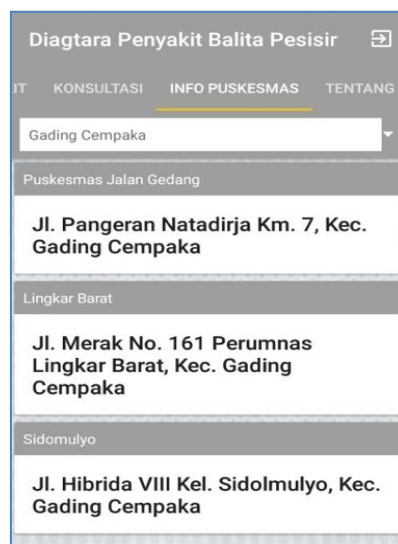 Diagtara Penyakit Balita Pesisir
IT KONSULTASI INFO PUSKESMAS TENTANG
Gading Cempaka
Puskesmas Jalan Gedang
Jl. Pangeran Natadirja Km. 7, Kec.
Gading Cempaka
Lingkar Barat
Jl. Merak No. 161 Perumnas
Lingkar Barat, Kec. Gading
Cempaka
Sidomulyo
Jl. Hibrida VIII Kel. Sidolmulyo, Kec.
Gading Cempaka